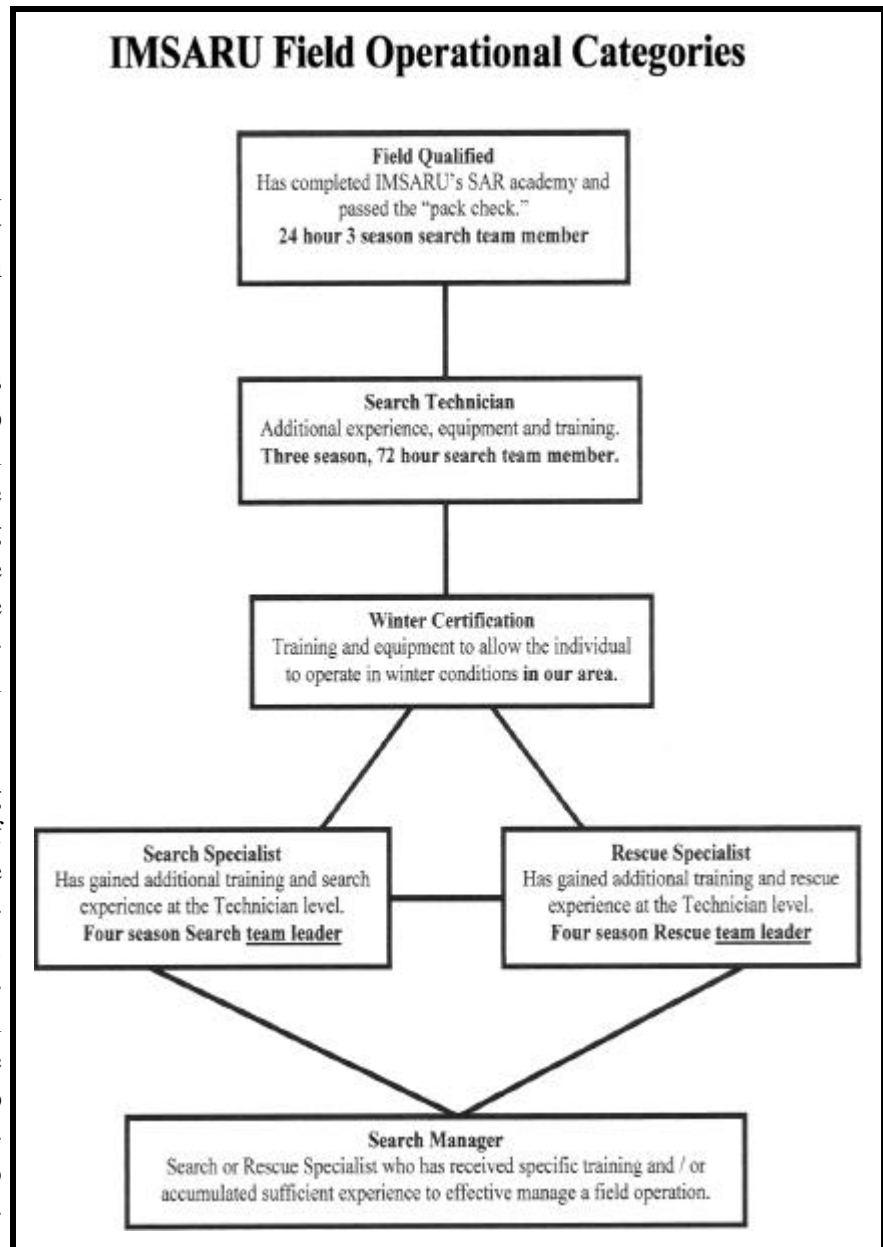 IMSARU Field Operational Categories
Field Qualified
Has completed IMSARU's SAR academy and
passed the “pack check.”
24 hour 3 season search team member
Search Technician
Additional experience, equipment and training.
Three season, 72 hour search team member.
Winter Certification
Training and equipment to allow the individual
to operate in winter conditions in our area.
Search Specialist
Has gained additional training and search
experience at the Technician level.
Four season Search team leader
Rescue Specialist
Has gained additional training and rescue
experience at the Technician level.
Four season Rescue team leader
Search Manager
Search or Rescue Specialist who has received specific training and / or
accumulated sufficient experience to effective manage a field operation.